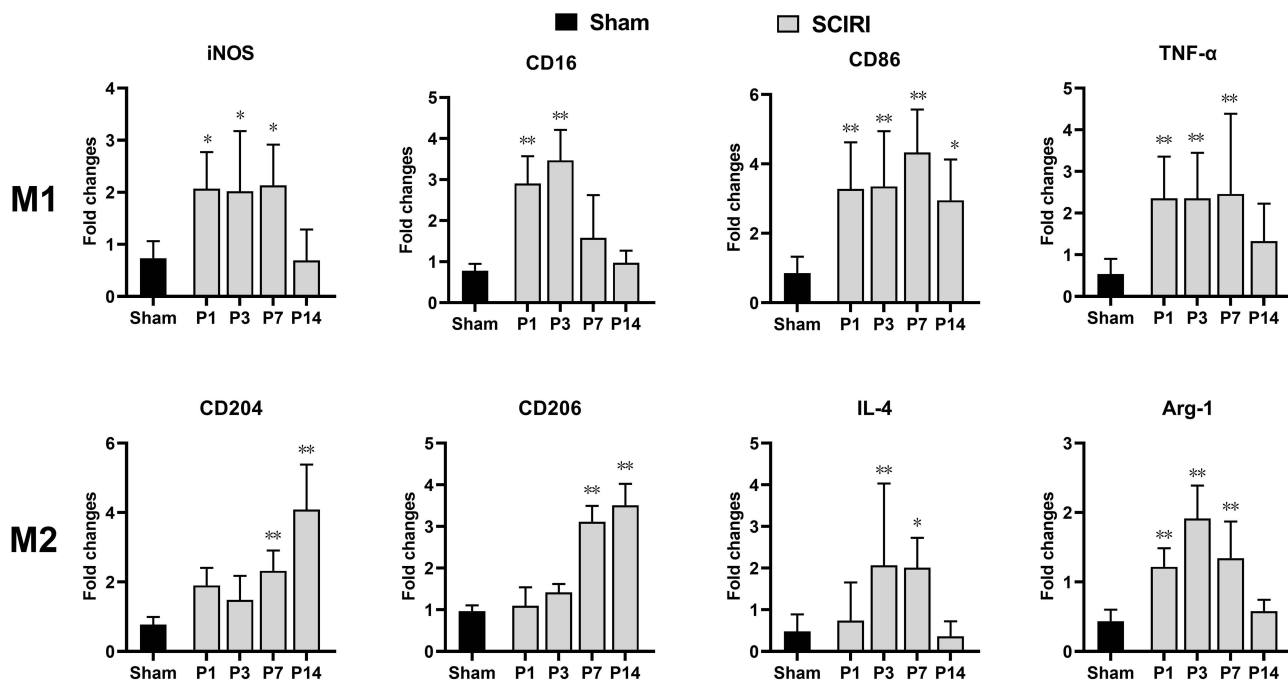 Sham SCIRI
iNOS CD16 CD86 TNF-α
M1
Fold changes
4
3
2
1
0
* * *
Sham P1 P3 P7 P14
Fold changes
5
4
3
2
1
0
** **
Sham P1 P3 P7 P14
Fold changes
6
4
2
0
** ** ** *
Sham P1 P3 P7 P14
Fold changes
5
4
3
2
1
0
** ** **
Sham P1 P3 P7 P14
CD204 CD206 IL-4 Arg-1
M2
Fold changes
6
4
2
0
** **
Sham P1 P3 P7 P14
Fold changes
5
4
3
2
1
0
** **
Sham P1 P3 P7 P14
Fold changes
5
4
3
2
1
0
** *
Sham P1 P3 P7 P14
Fold changes
3
2
1
0
** ** **
Sham P1 P3 P7 P14